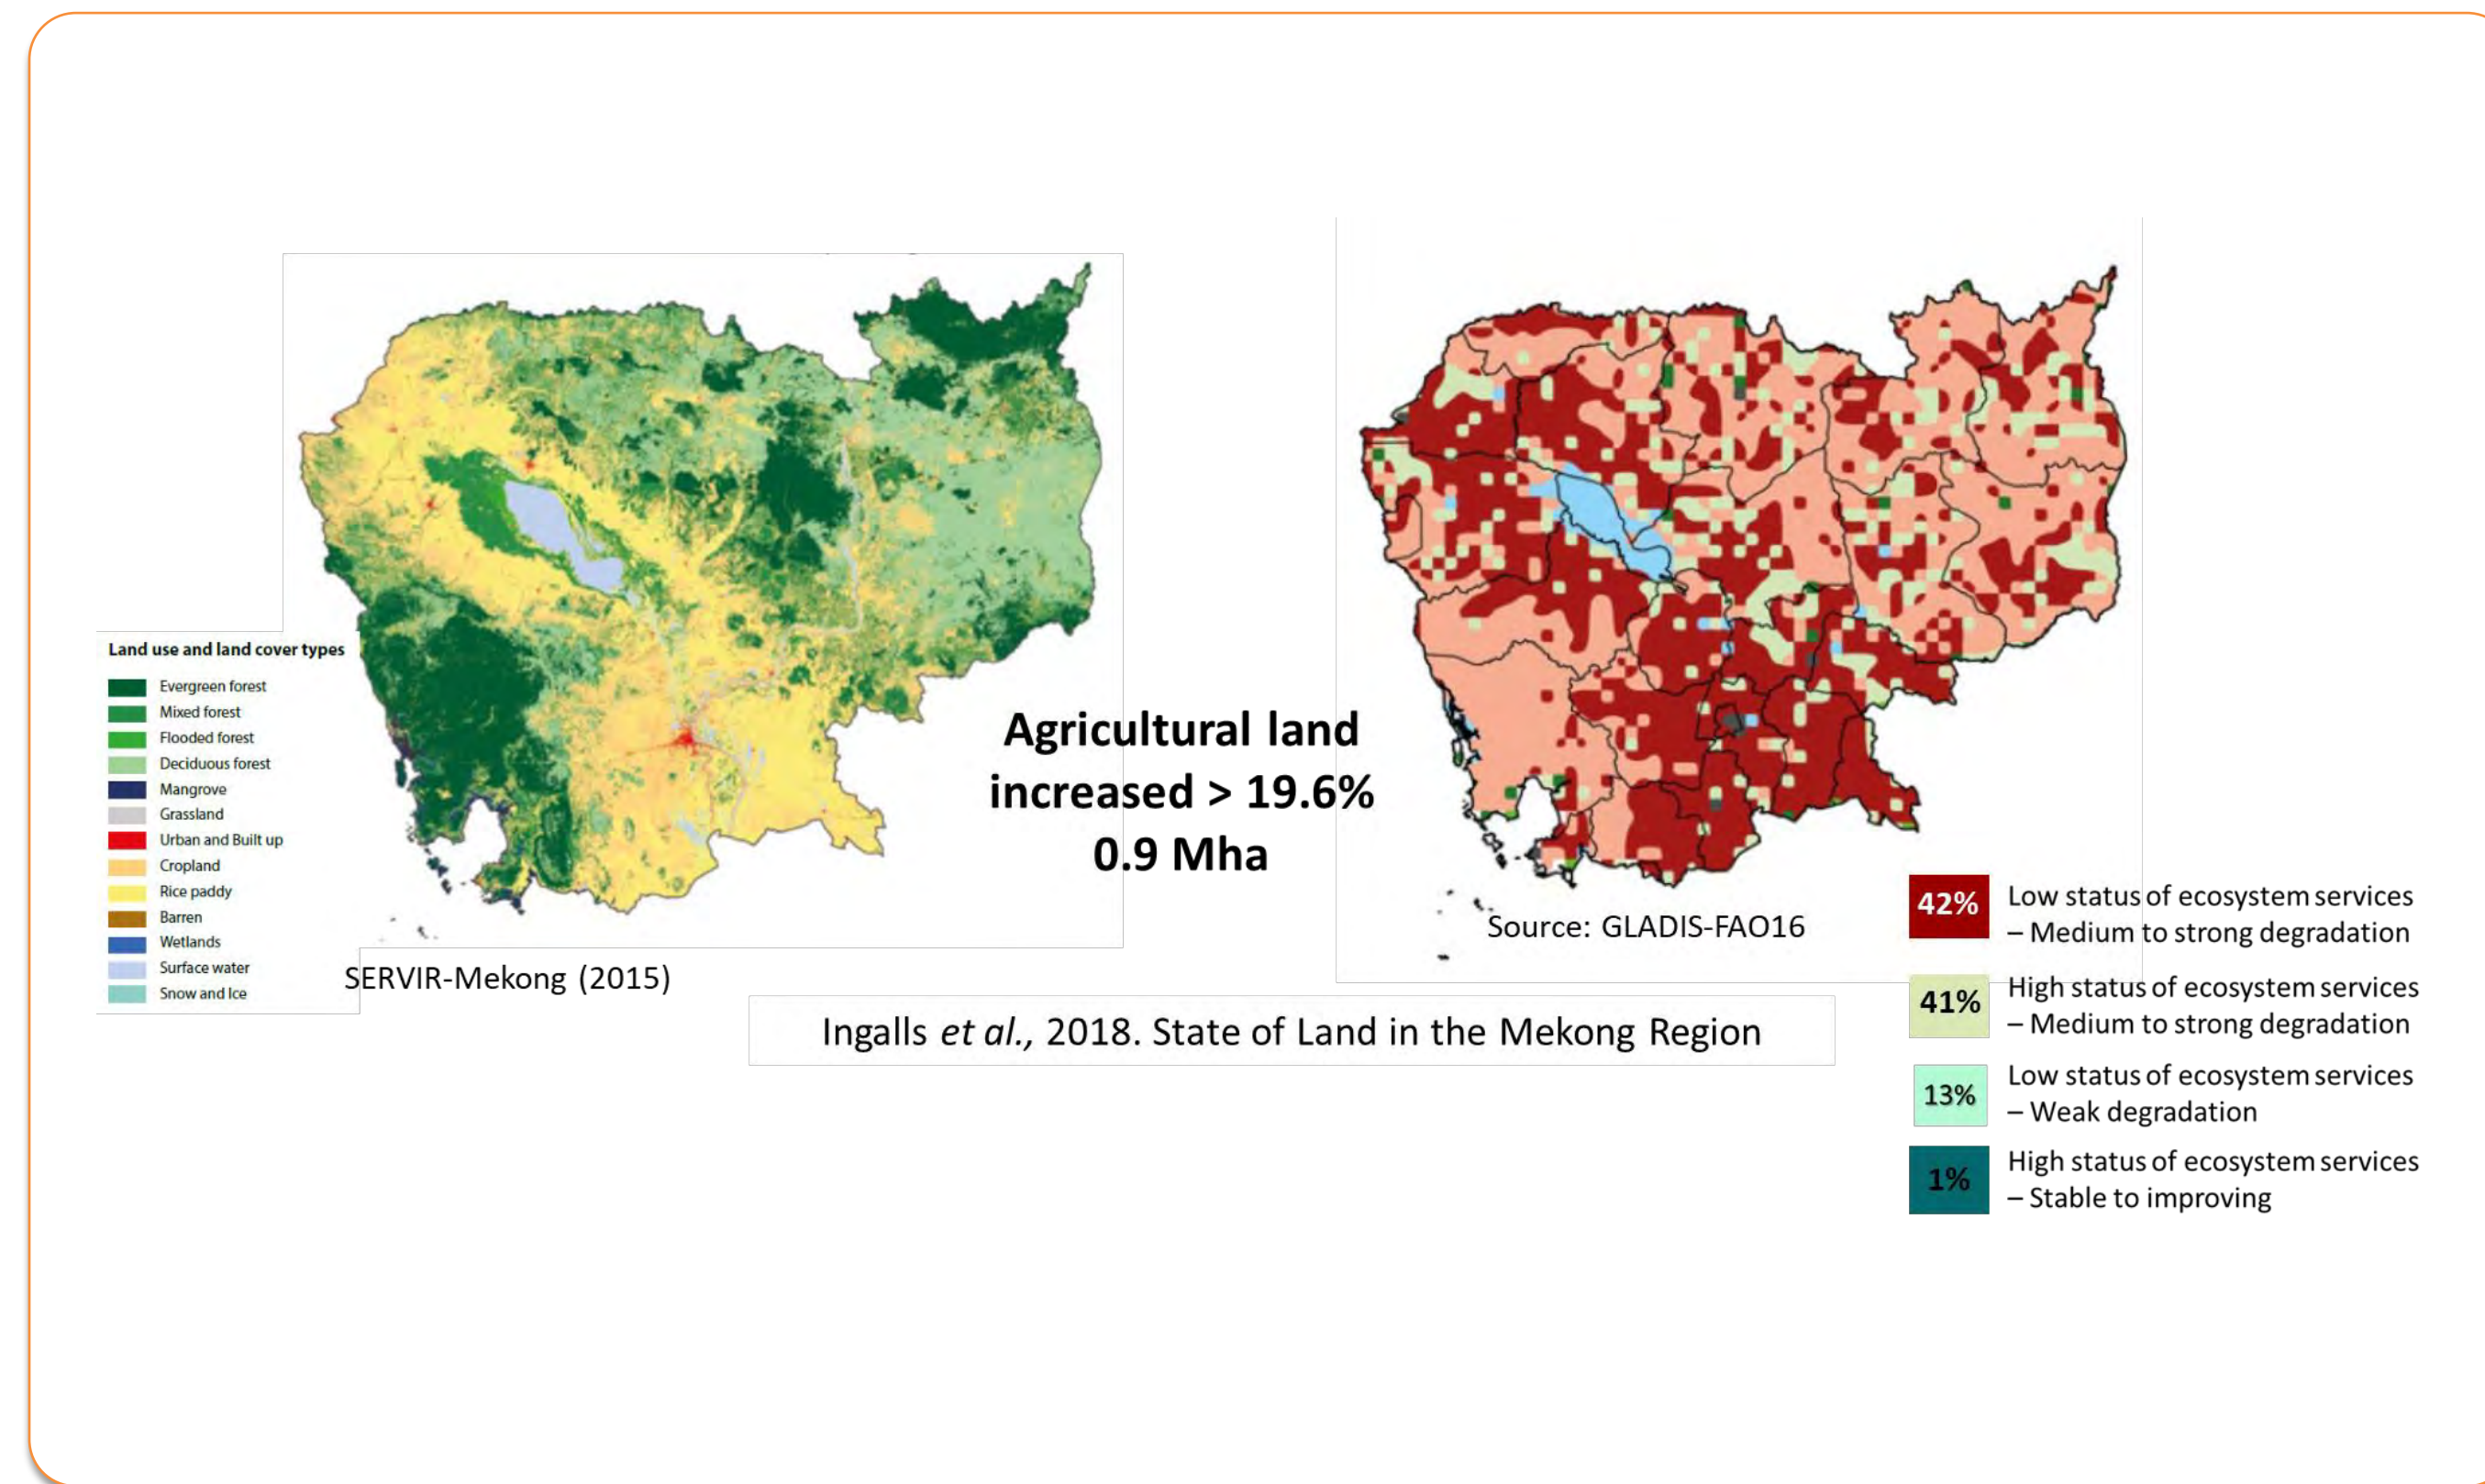 Land use and land cover types
Evergreen forest
Mixed forest
Flooded forest
Deciduous forest
Mangrove
Grassland
Urban and Built up
Cropland
Rice paddy
Barren
Wetlands
Surface water
Snow and Ice
SERVIR-Mekong (2015)
Agricultural land
increased > 19.6%
0.9 Mha
Source: GLADIS-FAO16
42%
Low status of ecosystem services
– Medium to strong degradation
41%
High status of ecosystem services
– Medium to strong degradation
13%
Low status of ecosystem services
– Weak degradation
1%
High status of ecosystem services
– Stable to improving
Ingalls et al., 2018. State of Land in the Mekong Region